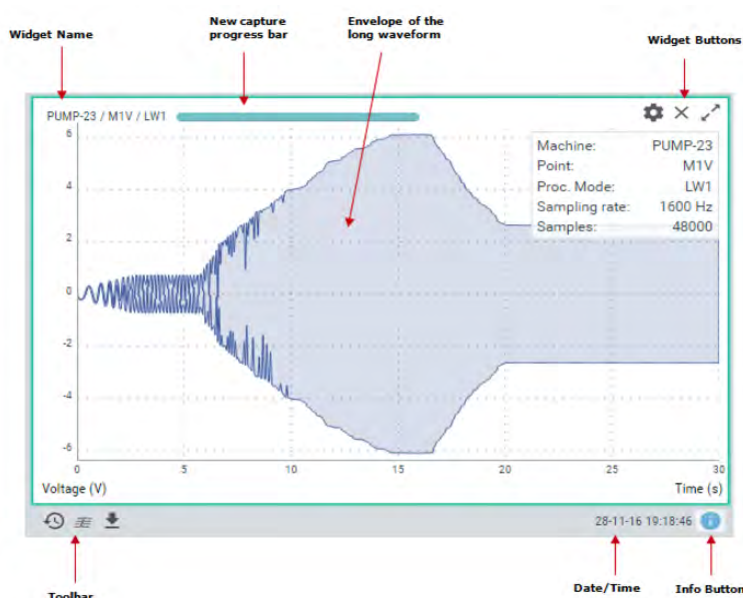 New capture
progress bar
Envelope of the
long waveform
Widget Name
Widget Buttons
PUMP-23 / M1V / LW1
Machine: PUMP-23
Point: M1V
Proc. Mode: LW1
Sampling rate: 1600 Hz
Samples: 48000
6
4
2
0
-2
-4
-6
0 5 10 15 20 25 30
Voltage (V) Time (s)
28-11-16 19:18:46
Toolbar
Date/Time
Info Button